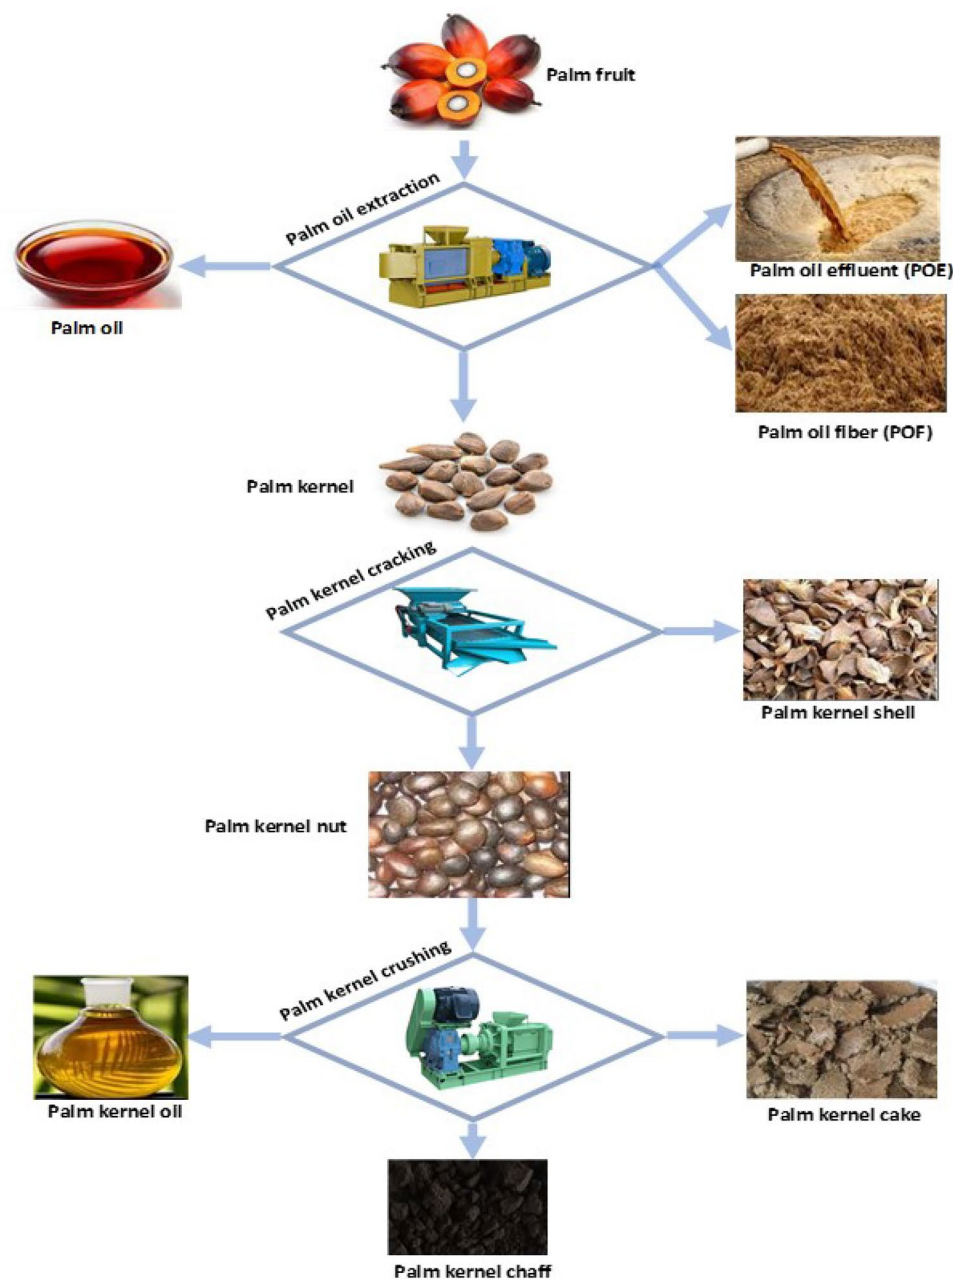 Palm fruit
Palm oil extraction
Palm oil effluent (POE)
Palm oil
Palm oil fiber (POF)
Palm kernel
Palm kernel cracking
Palm kernel shell
Palm kernel nut
Palm kernel crushing
Palm kernel oil
Palm kernel cake
Palm kernel chaff